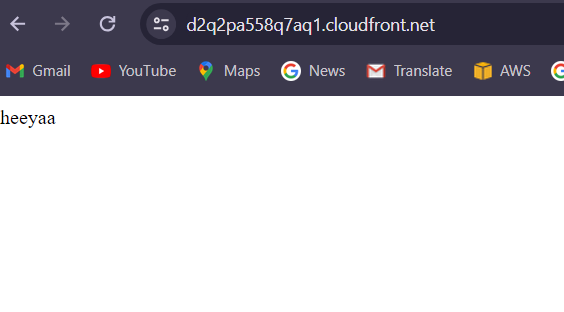 d2q2pa558q7aq1.cloudfront.net
Gmail YouTube Maps News Translate AWS
heeyaa